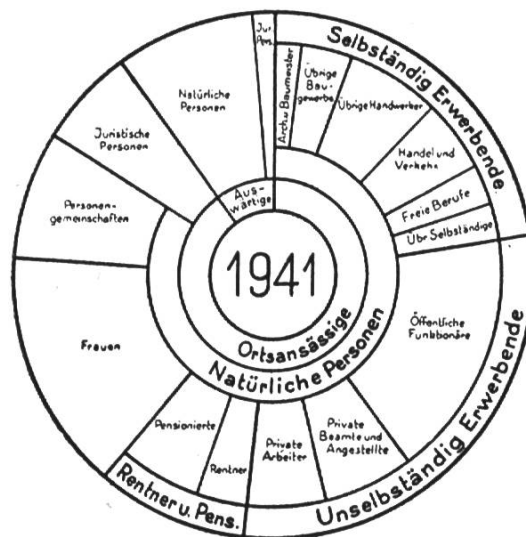 Jur.
Pers.
Selbständig Erwerbende
Arch.u.Baumeister
Übrige
Bau-
gewerbe
Übrige Handwerker
Handel und
Verkehr
Freie Berufe
Übr. Selbständige
Öffentliche
Funktionäre
Unselbständig Erwerbende
Private
Beamte und
Angestellte
Private
Arbeiter
Rentner
Pensionierte
Rentner u. Pens.
Frauen
Personen-
gemeinschaften
Juristische
Personen
Natürliche
Personen
Aus-
wärtige
1941
Ortsansässige
Natürliche Personen